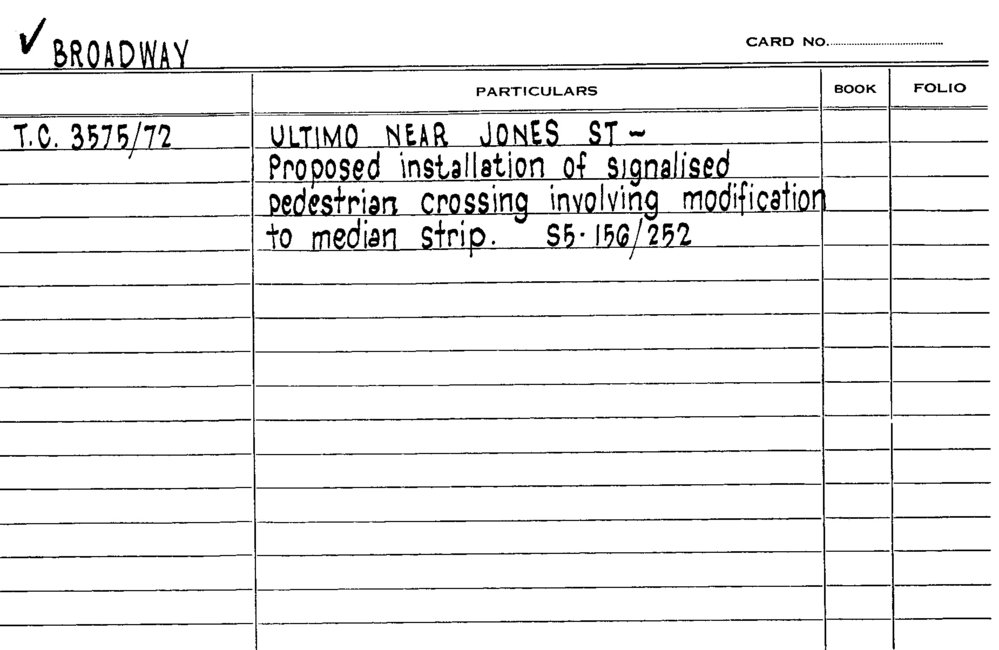 ✓ BROADWAY
CARD NO.
PARTICULARS BOOK FOLIO
T.C. 3575/72 ULTIMO NEAR JONES ST ~
Proposed installation of signalised
pedestrian crossing involving modification
to median strip. S5·156/252